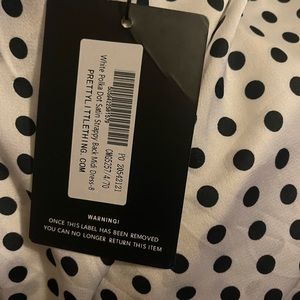 White Polka Dot Satin Strappy Back Midi Dress-8
PRETTYLITTLETHING.COM
WARNING!
ONCE THIS LABEL HAS BEEN REMOVED
YOU CAN NO LONGER RETURN THIS ITEM